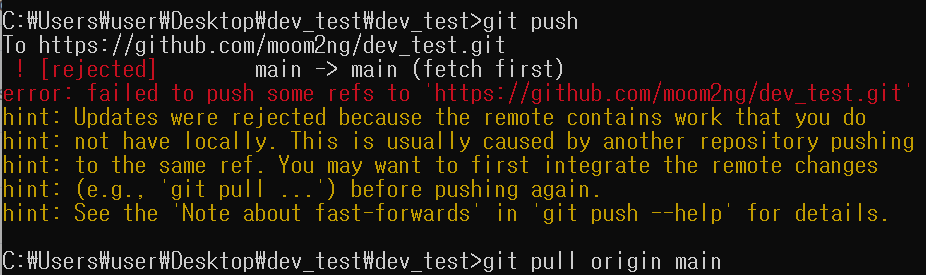 C:₩Users₩user₩Desktop₩dev_test₩dev_test>git push
To https://github.com/moom2ng/dev_test.git
! [rejected] main -> main (fetch first)
error: failed to push some refs to 'https://github.com/moom2ng/dev_test.git'
hint: Updates were rejected because the remote contains work that you do
hint: not have locally. This is usually caused by another repository pushing
hint: to the same ref. You may want to first integrate the remote changes
hint: (e.g., 'git pull ...') before pushing again.
hint: See the 'Note about fast-forwards' in 'git push --help' for details.
C:₩Users₩user₩Desktop₩dev_test₩dev_test>git pull origin main